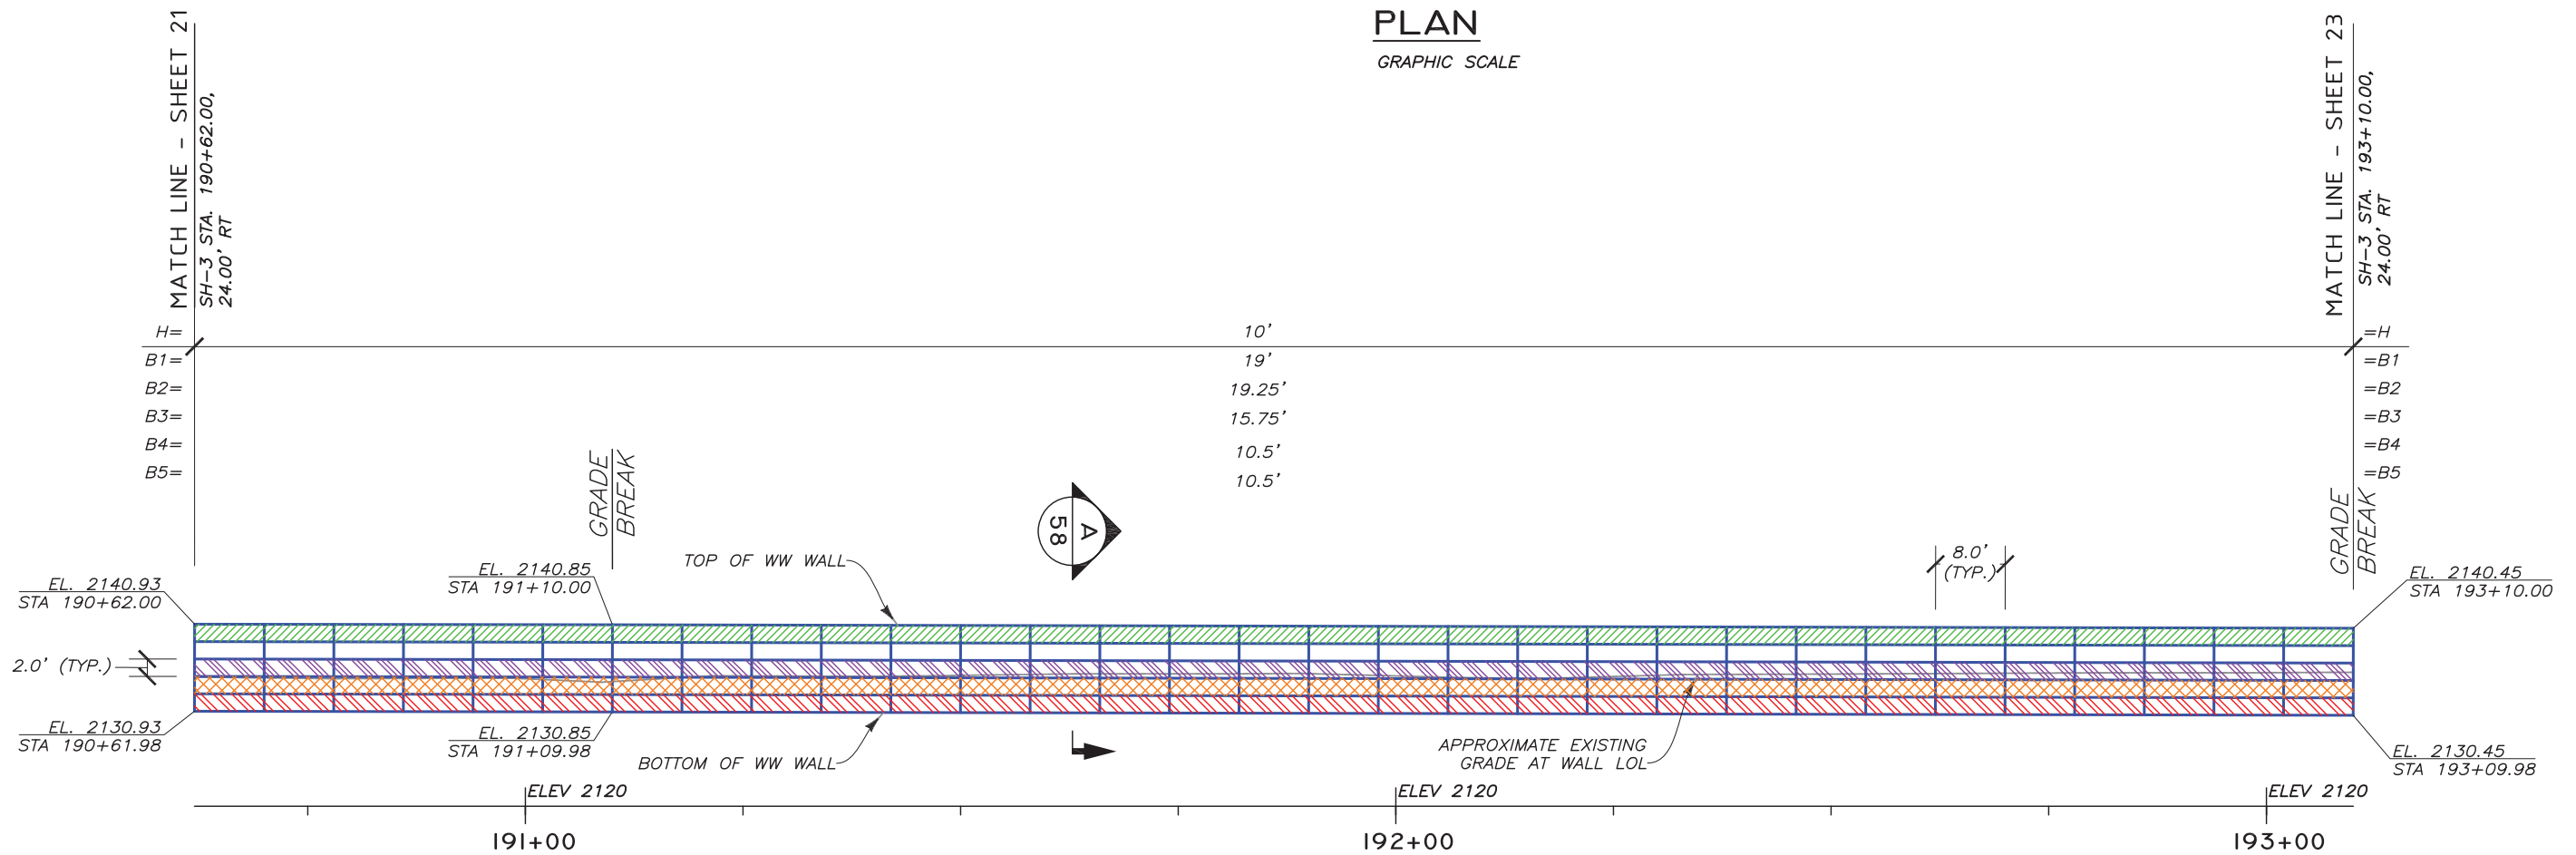 PLAN
GRAPHIC SCALE
MATCH LINE - SHEET 21
SH-3 STA. 190+62.00,
24.00' RT
MATCH LINE - SHEET 23
SH-3 STA. 193+10.00,
24.00' RT
H= 10' =H
B1= 19' =B1
B2= 19.25' =B2
B3= 15.75' =B3
B4= 10.5' =B4
B5= 10.5' =B5
GRADE
BREAK
A
58
GRADE
BREAK
TOP OF WW WALL
8.0'
(TYP.)
EL. 2140.93
STA 190+62.00
EL. 2140.85
STA 191+10.00
EL. 2140.45
STA 193+10.00
2.0' (TYP.)
EL. 2130.93
STA 190+61.98
EL. 2130.85
STA 191+09.98
BOTTOM OF WW WALL
APPROXIMATE EXISTING
GRADE AT WALL LOL
EL. 2130.45
STA 193+09.98
ELEV 2120
ELEV 2120
ELEV 2120
191+00
192+00
193+00